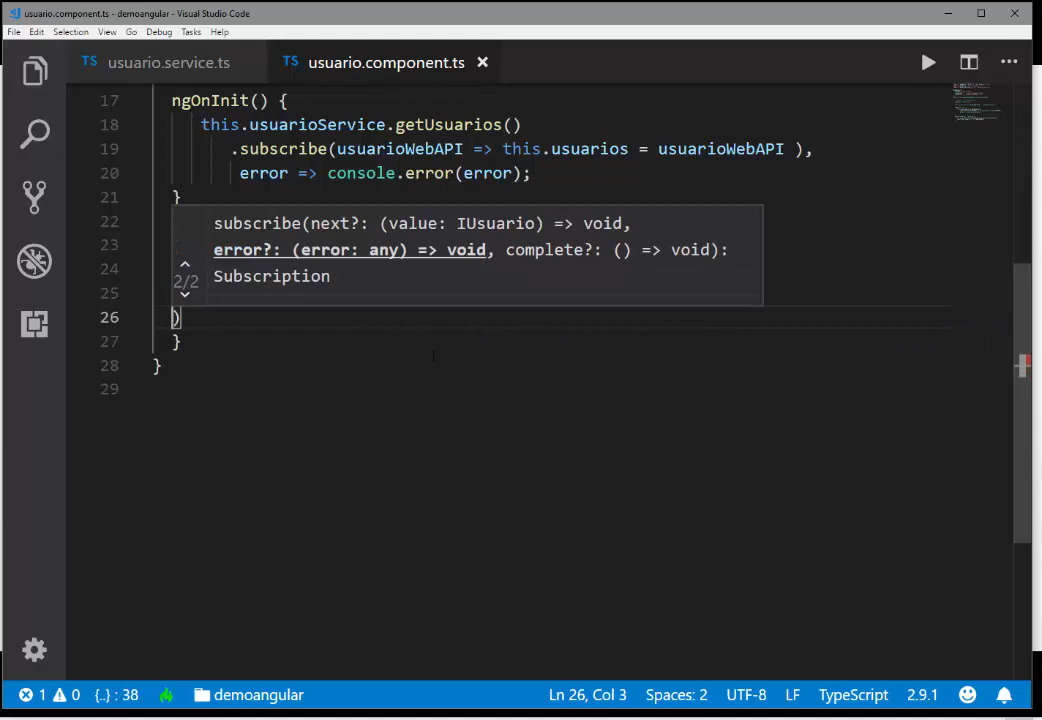 usuario.component.ts - demoangular - Visual Studio Code
File Edit Selection View Go Debug Tasks Help
TS usuario.service.ts TS usuario.component.ts
17 ngOnInit() {
18 this.usuarioService.getUsuarios()
19 .subscribe(usuarioWebAPI => this.usuarios = usuarioWebAPI ),
20 error => console.error(error);
21 }
22 subscribe(next?: (value: IUsuario) => void,
23 error?: (error: any) => void, complete?: () => void):
24 2/2 Subscription
25
26 )
27 }
28 }
29
1 0 {..} : 38 demoangular Ln 26, Col 3 Spaces: 2 UTF-8 LF TypeScript 2.9.1